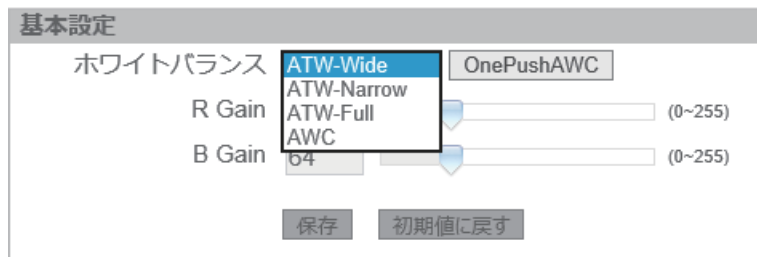 基本設定
ホワイトバランス ATW-Wide OnePushAWC
ATW-Narrow
R Gain ATW-Full (0~255)
AWC
B Gain 64 (0~255)
保存 初期値に戻す